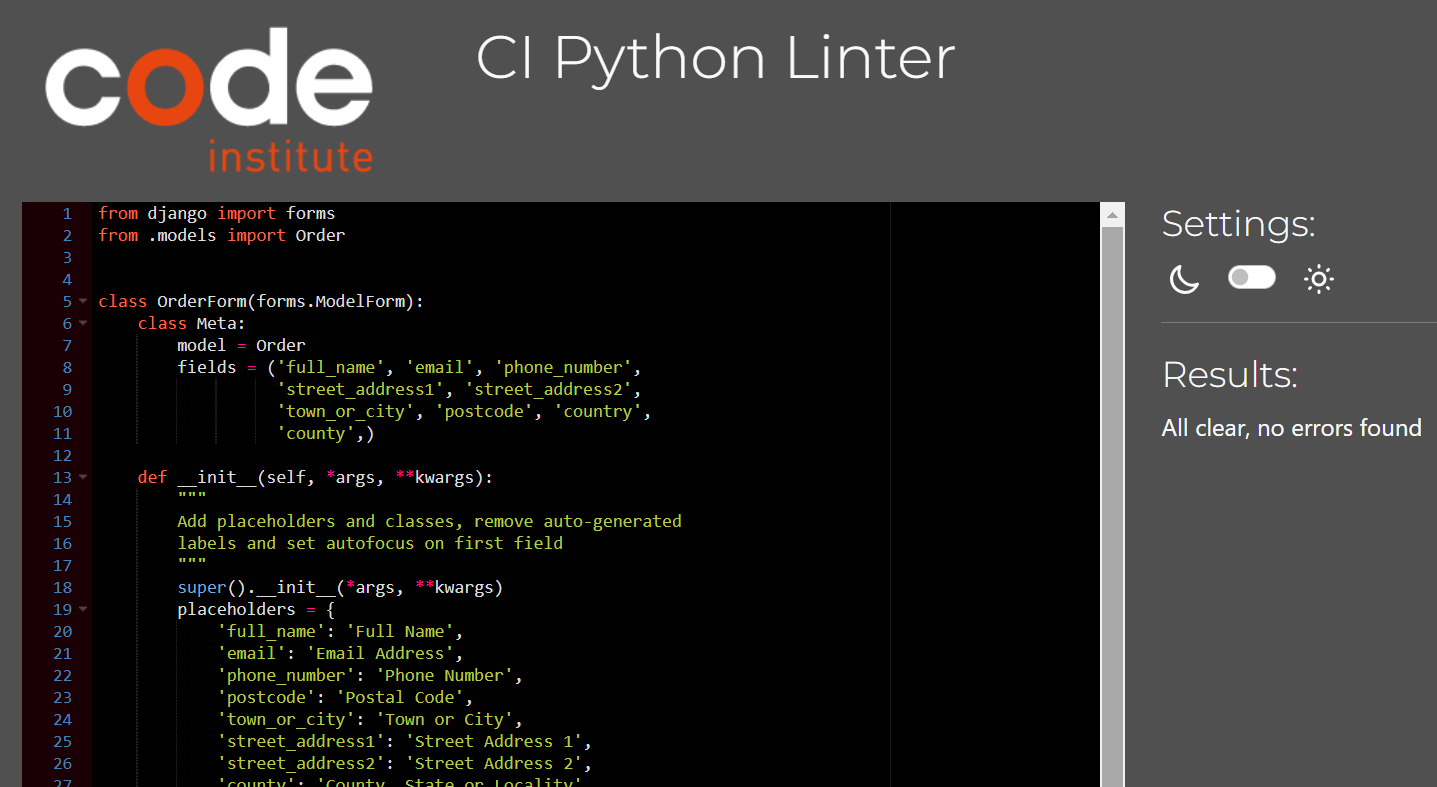 code
institute
CI Python Linter
1 from django import forms
2 from .models import Order
3
4
5 class OrderForm(forms.ModelForm):
6     class Meta:
7         model = Order
8         fields = ('full_name', 'email', 'phone_number',
9                   'street_address1', 'street_address2',
10                   'town_or_city', 'postcode', 'country',
11                   'county',)
12
13     def __init__(self, *args, **kwargs):
14         """
15         Add placeholders and classes, remove auto-generated
16         labels and set autofocus on first field
17         """
18         super().__init__(*args, **kwargs)
19         placeholders = {
20             'full_name': 'Full Name',
21             'email': 'Email Address',
22             'phone_number': 'Phone Number',
23             'postcode': 'Postal Code',
24             'town_or_city': 'Town or City',
25             'street_address1': 'Street Address 1',
26             'street_address2': 'Street Address 2',
27             'county': 'County, State or Locality'
Settings:
Results:
All clear, no errors found